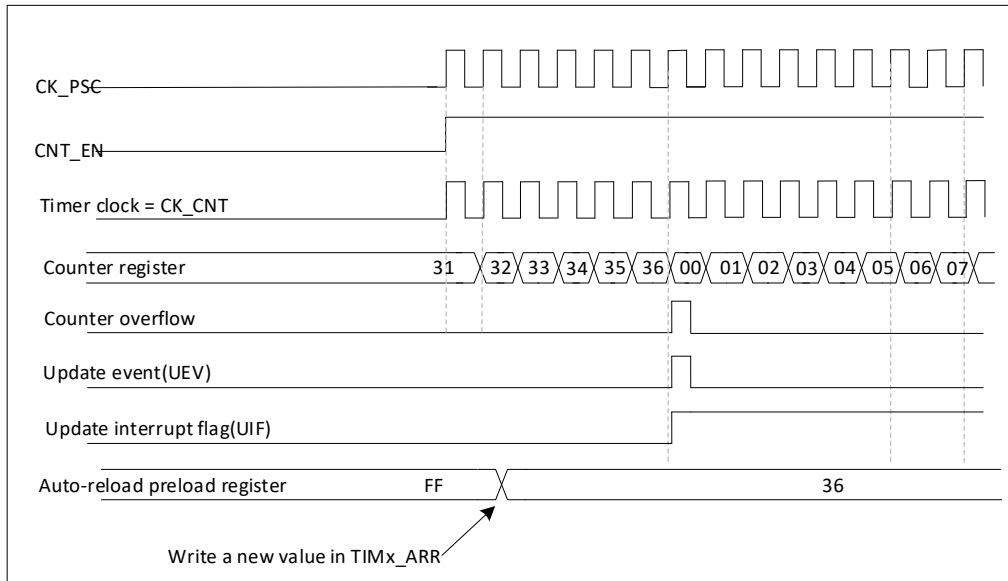 CK_PSC
CNT_EN
Timer clock = CK_CNT
Counter register 31 32 33 34 35 36 00 01 02 03 04 05 06 07
Counter overflow
Update event(UEV)
Update interrupt flag(UIF)
Auto-reload preload register FF 36
Write a new value in TIMx_ARR